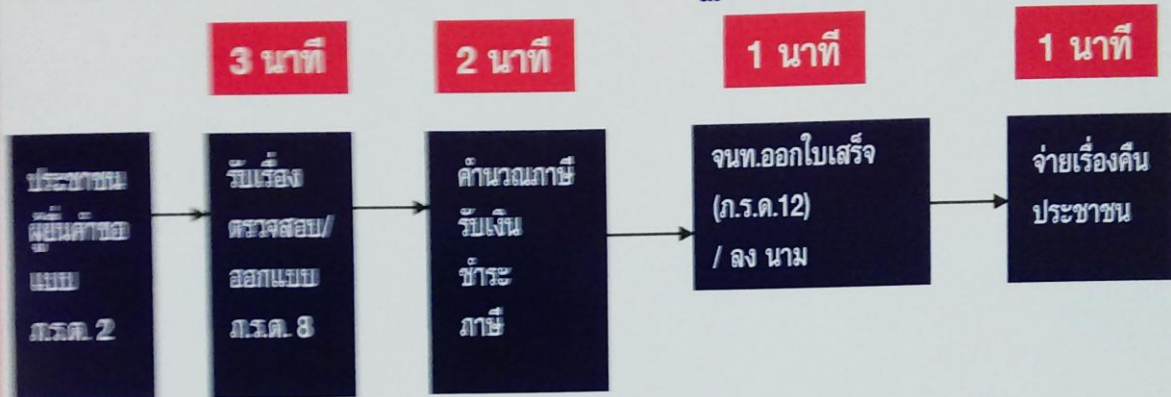 3 นาที
2 นาที
1 นาที
1 นาที
ประชาชน
ผู้ยื่นคำขอ
แบบ
ภ.ร.ด. 2
รับเรื่อง
ตรวจสอบ/
ออกแบบ
ภ.ร.ด. 8
คำนวณภาษี
รับเงิน
ชำระ
ภาษี
จนท.ออกใบเสร็จ
(ภ.ร.ด.12)
/ ลง นาม
จ่ายเรื่องคืน
ประชาชน